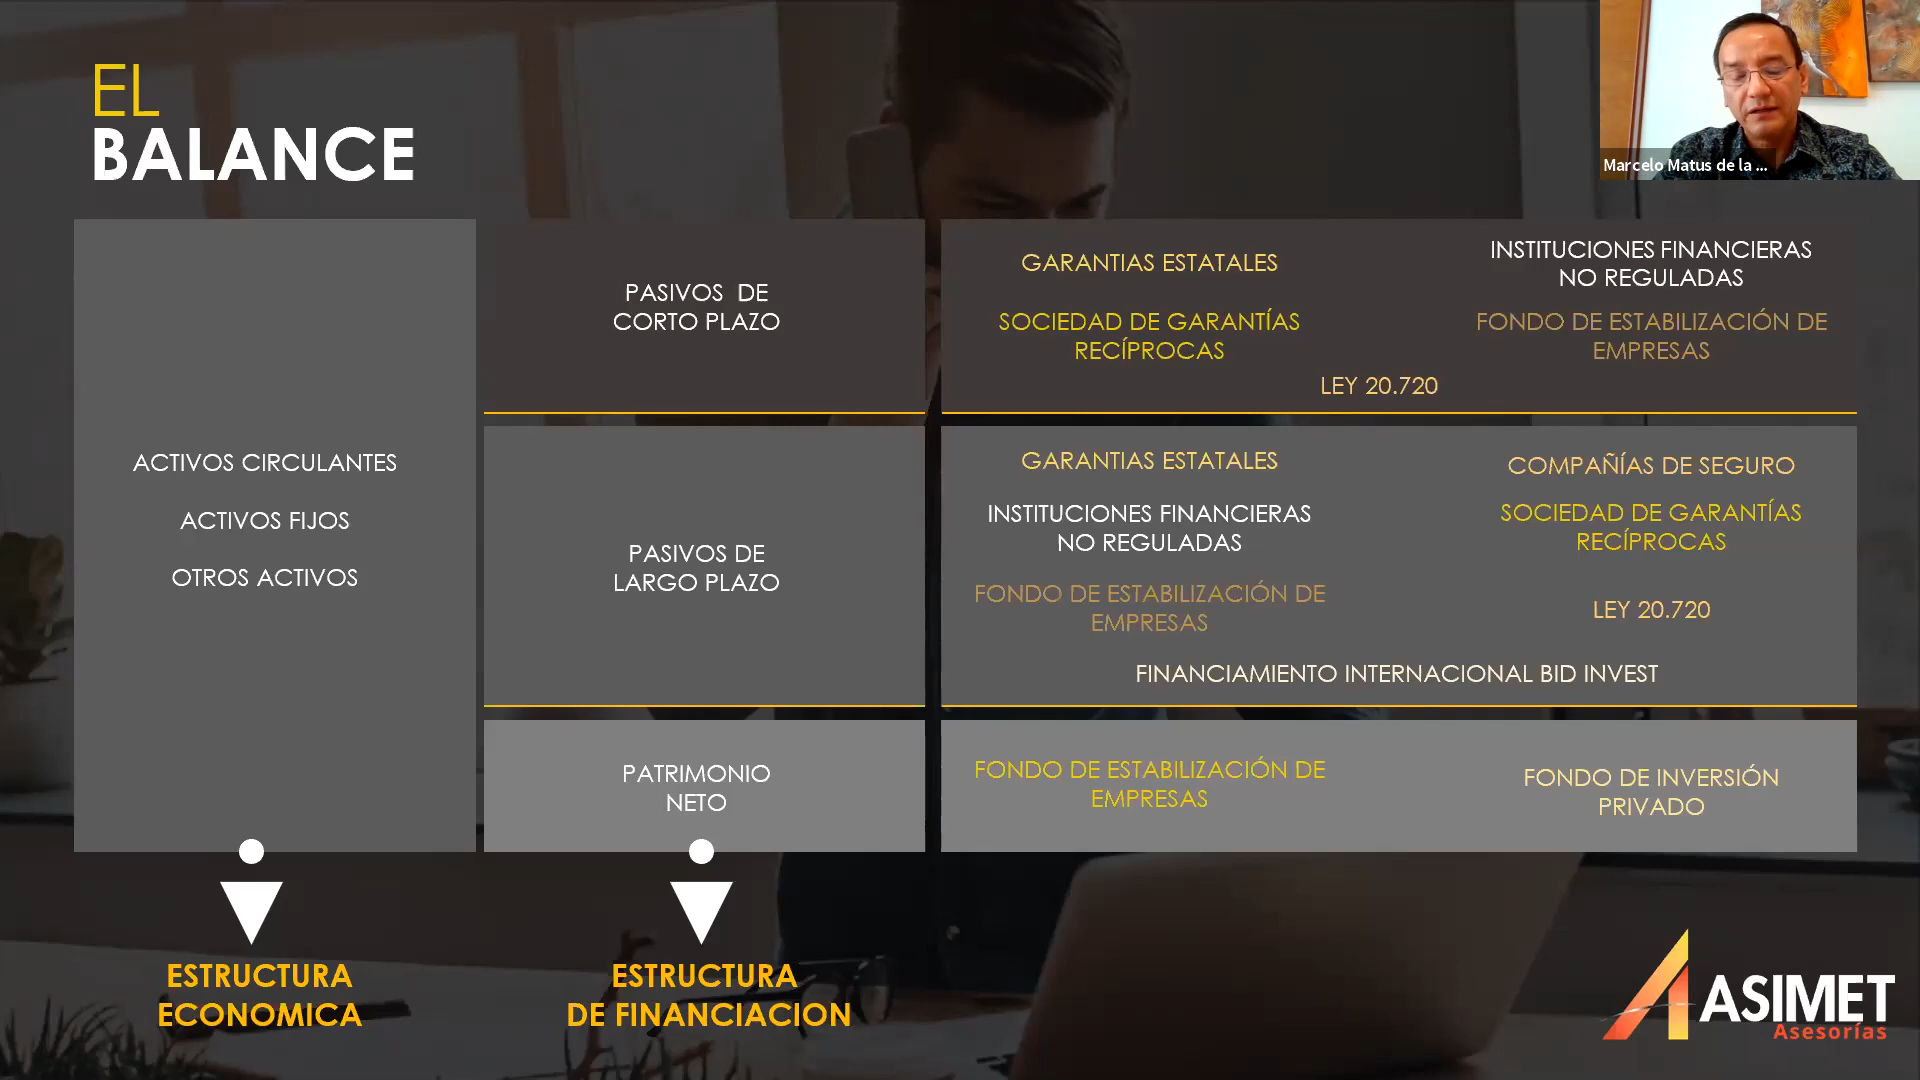 EL
BALANCE
Marcelo Matus de la ...
ACTIVOS CIRCULANTES
ACTIVOS FIJOS
OTROS ACTIVOS
PASIVOS DE
CORTO PLAZO
GARANTIAS ESTATALES
SOCIEDAD DE GARANTÍAS
RECÍPROCAS
INSTITUCIONES FINANCIERAS
NO REGULADAS
FONDO DE ESTABILIZACIÓN DE
EMPRESAS
LEY 20.720
PASIVOS DE
LARGO PLAZO
GARANTIAS ESTATALES
INSTITUCIONES FINANCIERAS
NO REGULADAS
FONDO DE ESTABILIZACIÓN DE
EMPRESAS
COMPAÑÍAS DE SEGURO
SOCIEDAD DE GARANTÍAS
RECÍPROCAS
LEY 20.720
FINANCIAMIENTO INTERNACIONAL BID INVEST
PATRIMONIO
NETO
FONDO DE ESTABILIZACIÓN DE
EMPRESAS
FONDO DE INVERSIÓN
PRIVADO
ESTRUCTURA
ECONOMICA
ESTRUCTURA
DE FINANCIACION
ASIMET
Asesorías